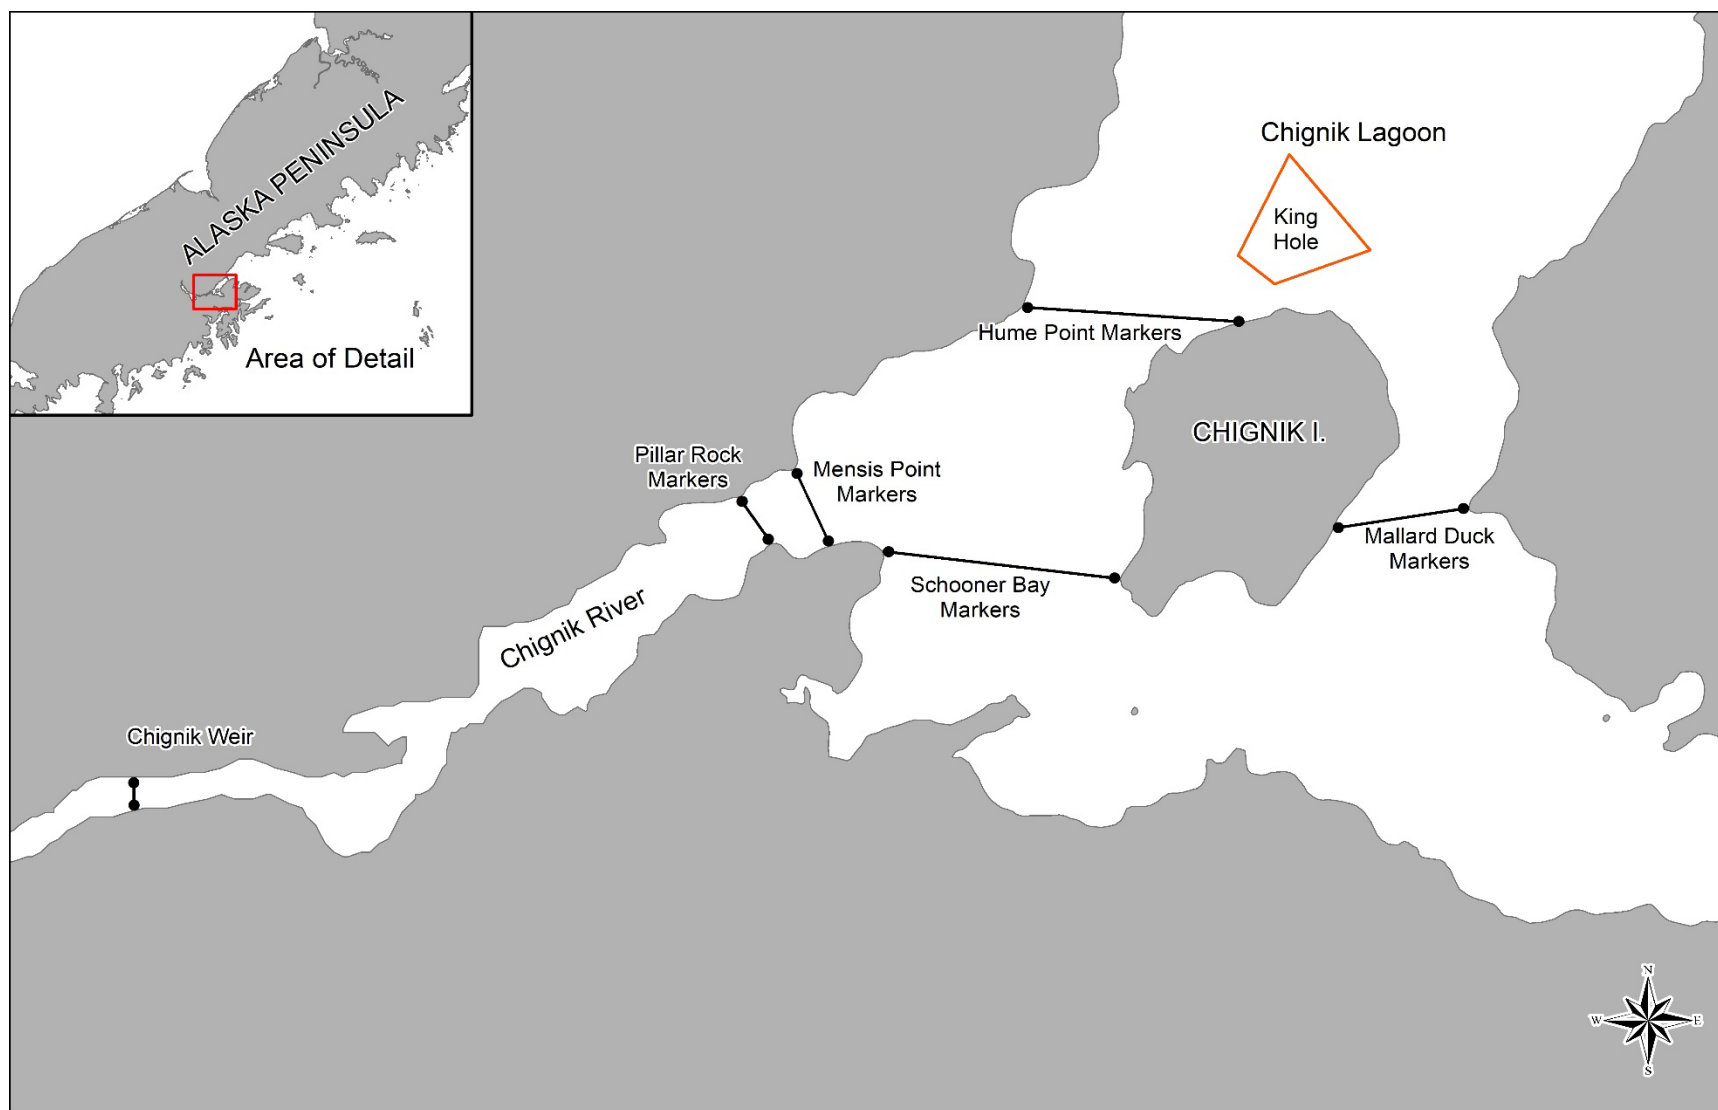 ALASKA PENINSULA
Area of Detail
Chignik Lagoon
King
Hole
Hume Point Markers
CHIGNIK I.
Pillar Rock
Markers
Mensis Point
Markers
Mallard Duck
Markers
Schooner Bay
Markers
Chignik River
Chignik Weir
N
W
E
S